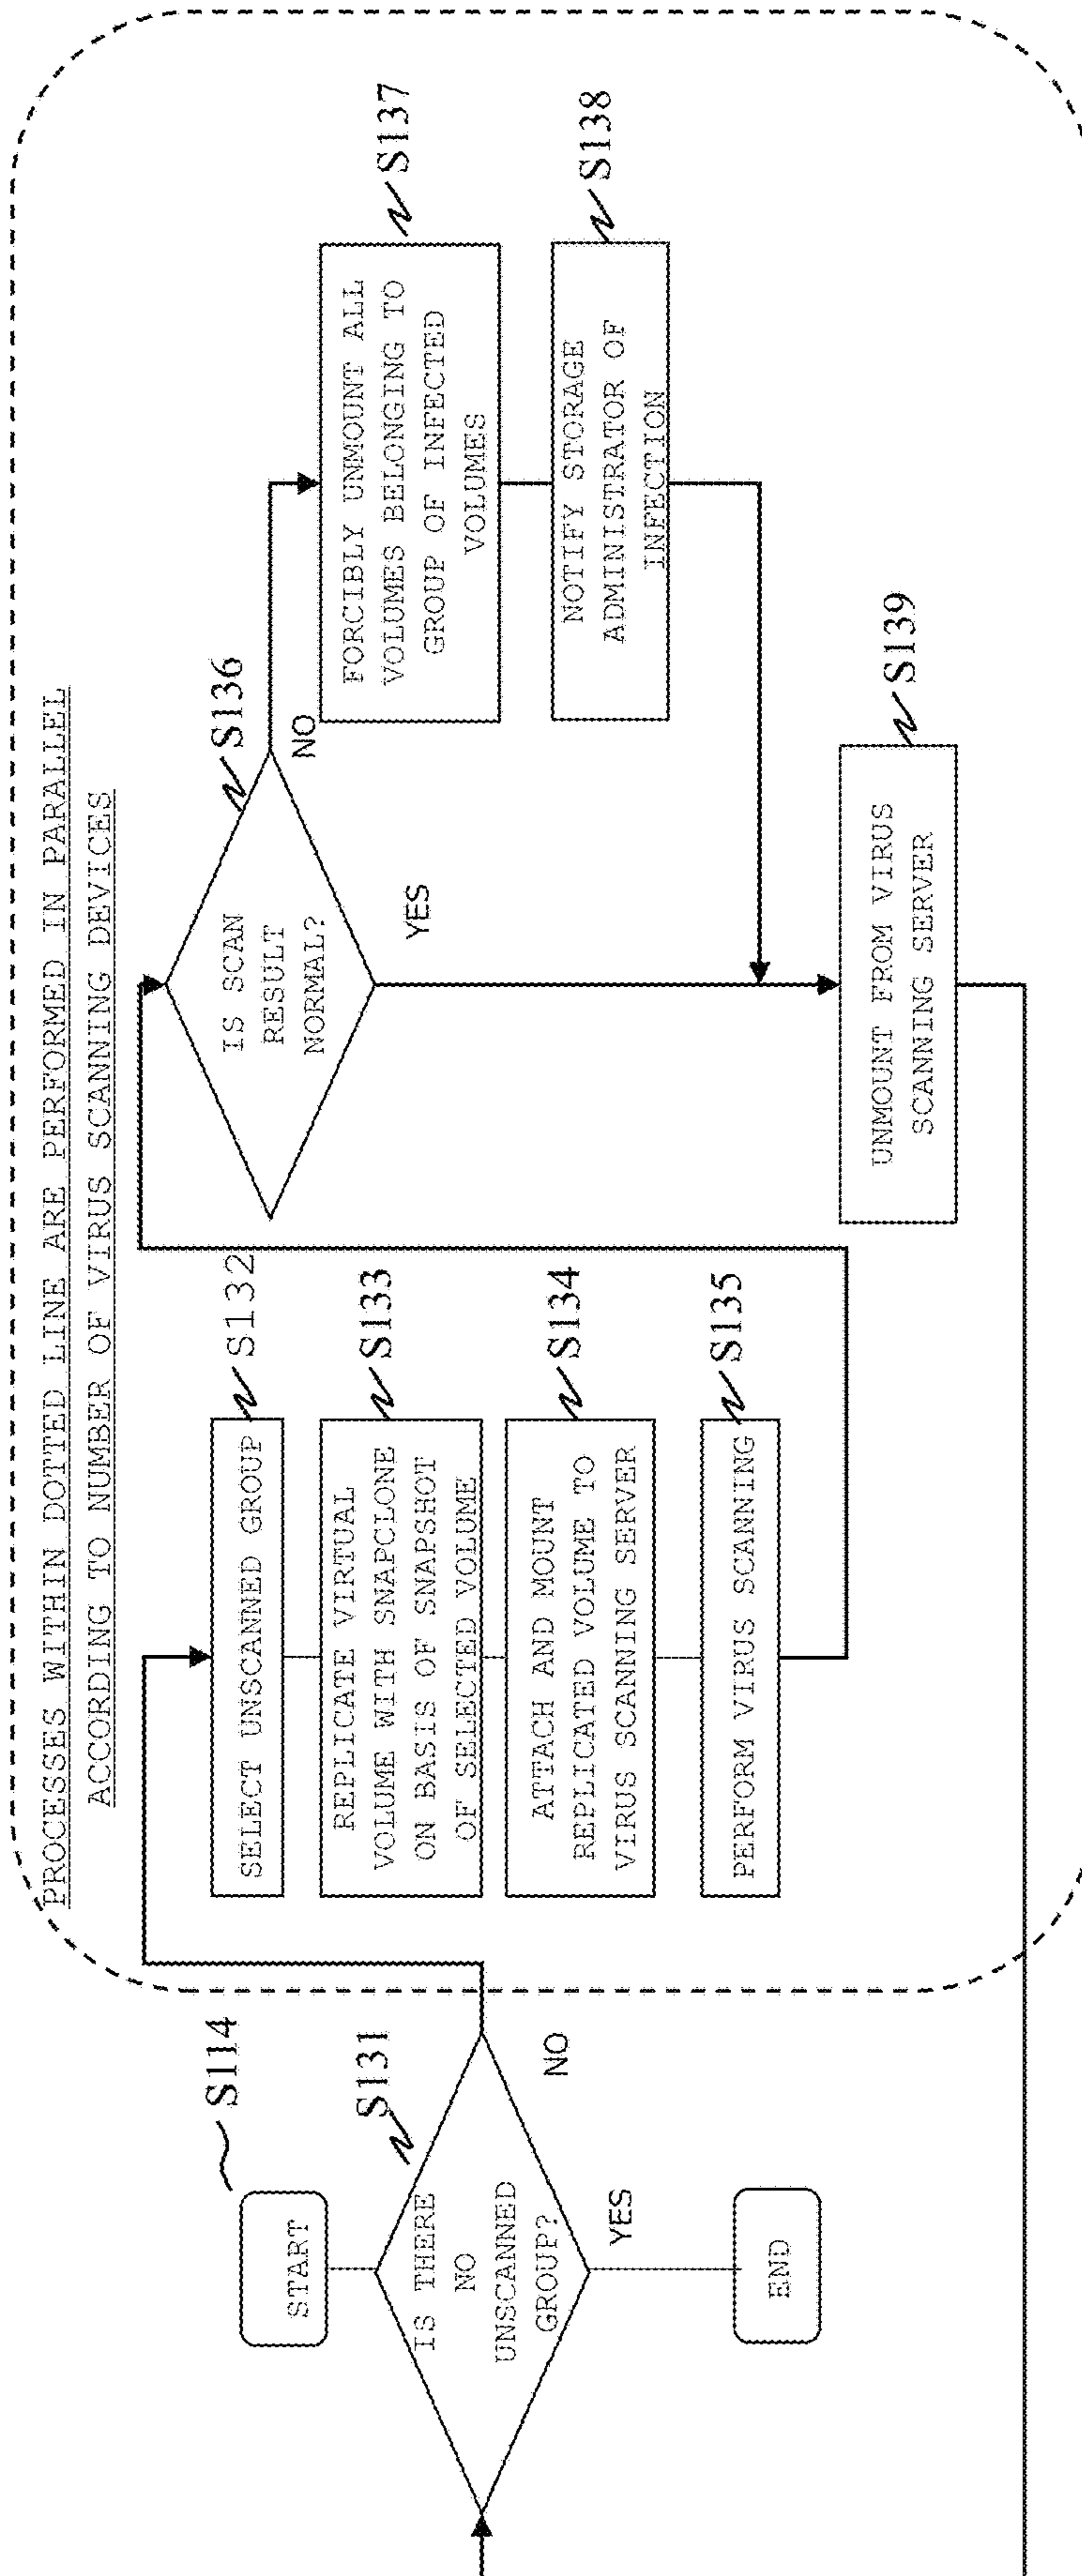 PROCESSES WITHIN DOTTED LINE ARE PERFORMED IN PARALLEL
ACCORDING TO NUMBER OF VIRUS SCANNING DEVICES
START
S114
IS THERE
NO
UNSCANNED
GROUP?
S131
NO
YES
END
SELECT UNSCANNED GROUP
S132
REPLICATE VIRTUAL
VOLUME WITH SNAPCLONE
ON BASIS OF SNAPSHOT
OF SELECTED VOLUME
S133
ATTACH AND MOUNT
REPLICATED VOLUME TO
VIRUS SCANNING SERVER
S134
PERFORM VIRUS SCANNING
S135
IS SCAN
RESULT
NORMAL?
S136
NO
YES
FORCIBLY UNMOUNT ALL
VOLUMES BELONGING TO
GROUP OF INFECTED
VOLUMES
S137
NOTIFY STORAGE
ADMINISTRATOR OF
INFECTION
S138
UNMOUNT FROM VIRUS
SCANNING SERVER
S139